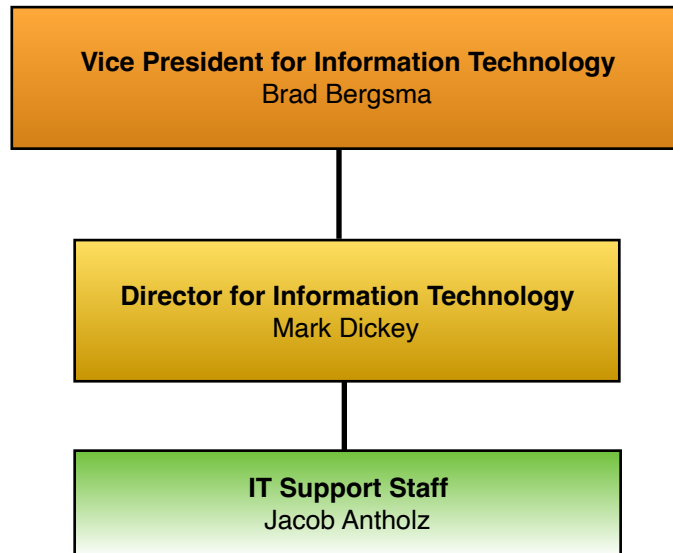 Vice President for Information Technology
Brad Bergsma
Director for Information Technology
Mark Dickey
IT Support Staff
Jacob Antholz